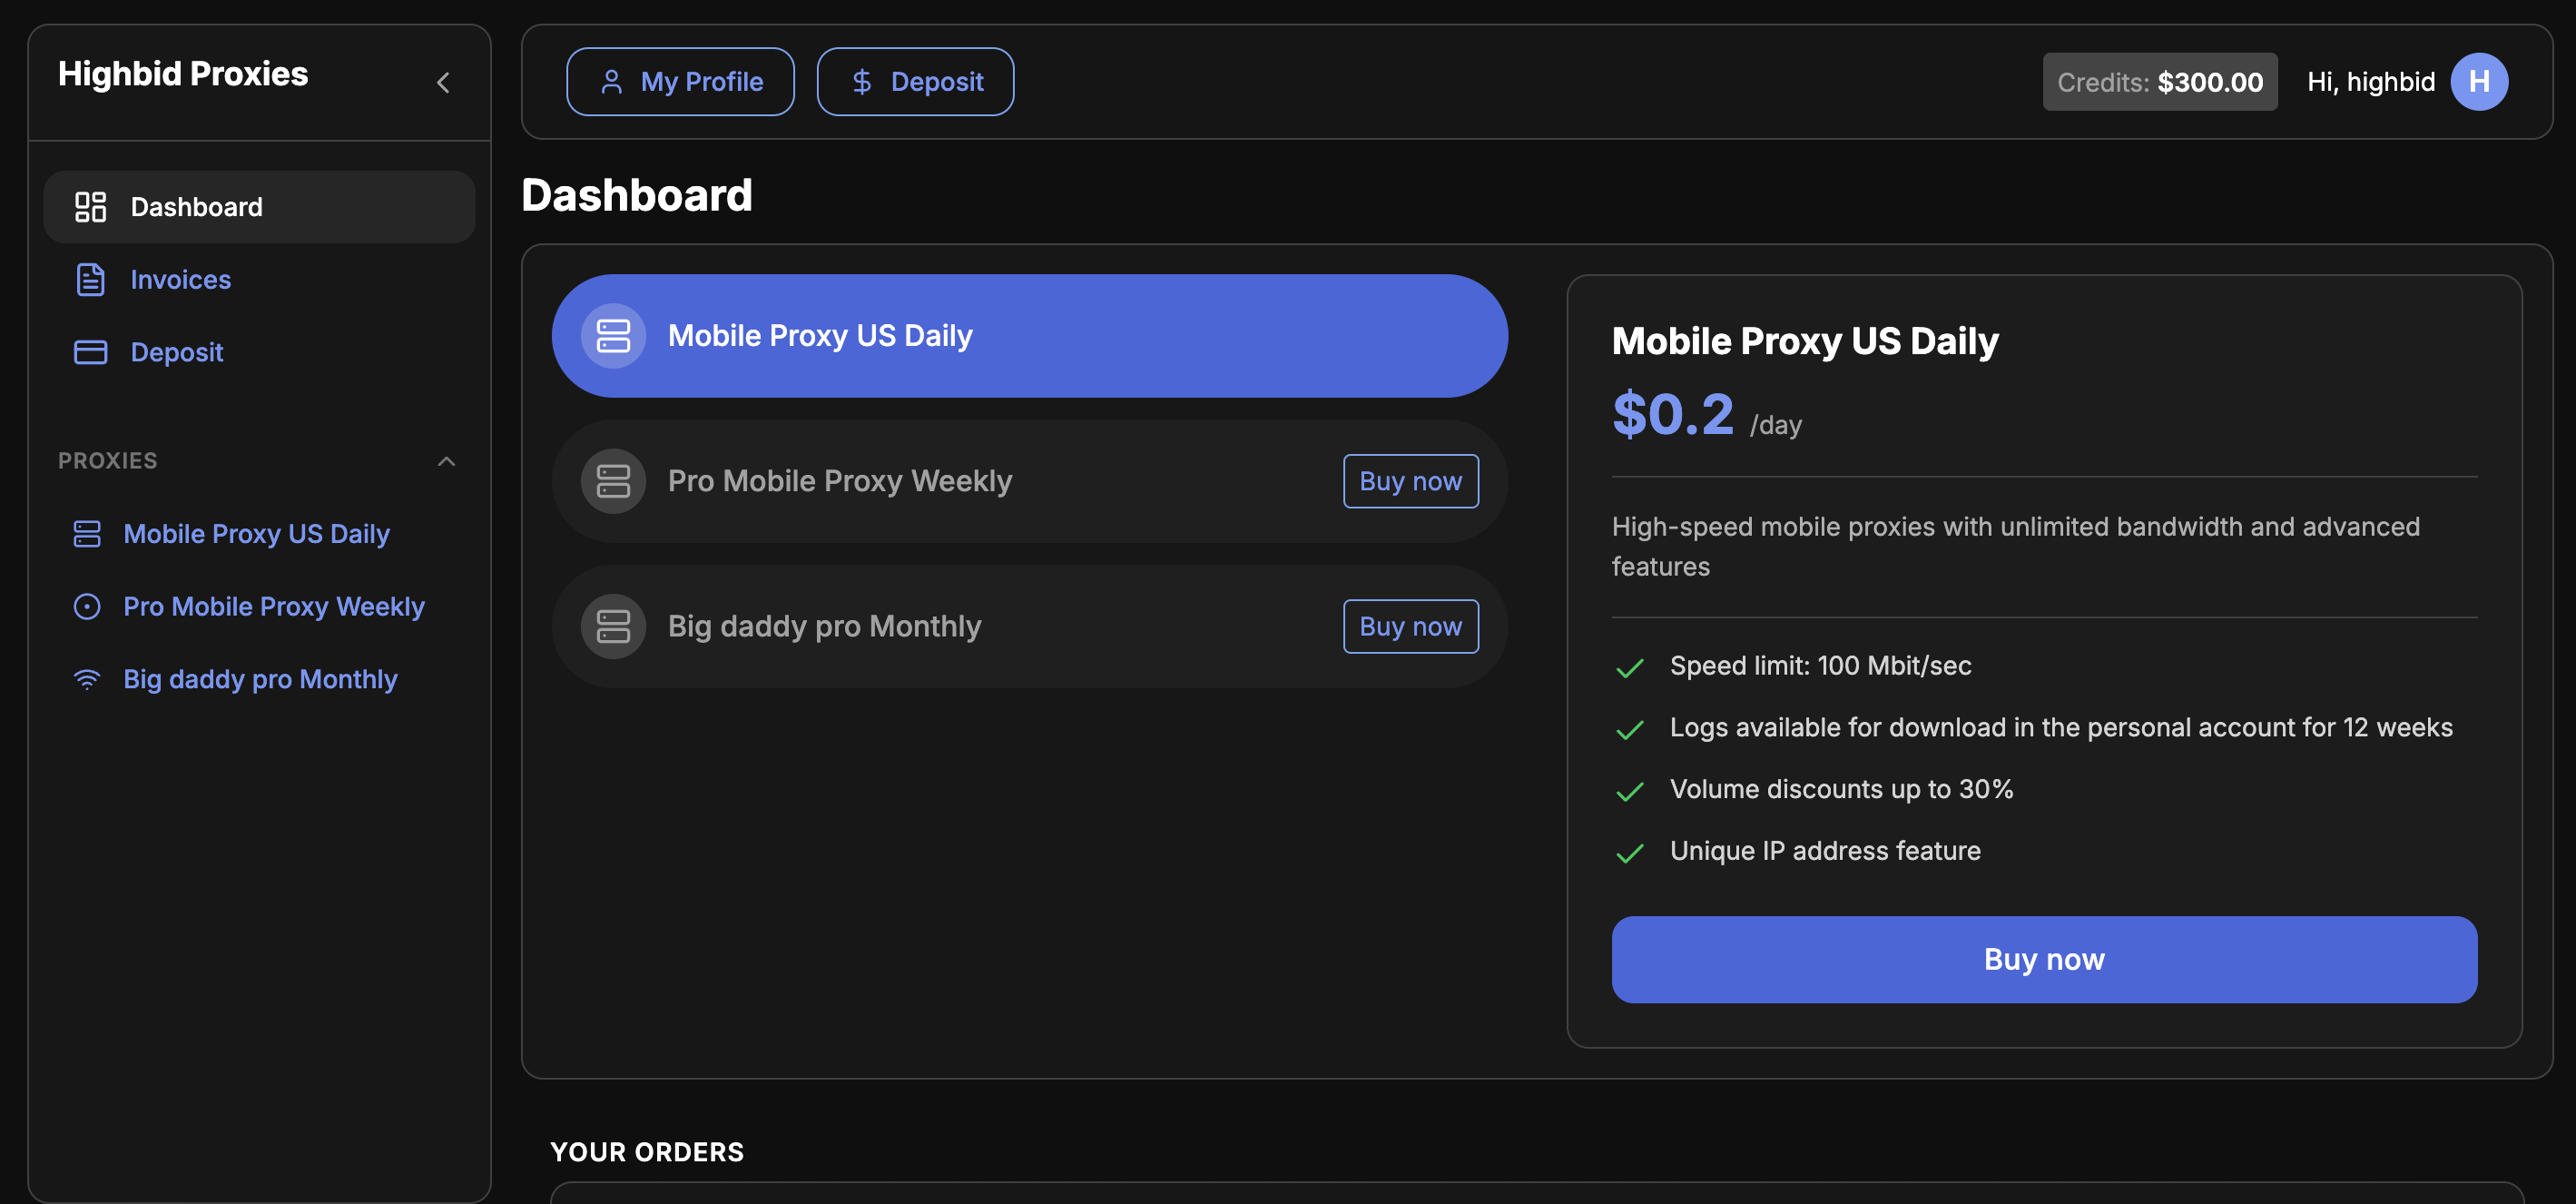 Highbid Proxies
Dashboard
Invoices
Deposit
PROXIES
Mobile Proxy US Daily
Pro Mobile Proxy Weekly
Big daddy pro Monthly
My Profile
Deposit
Credits: $300.00
Hi, highbid
H
Dashboard
Mobile Proxy US Daily
Pro Mobile Proxy Weekly
Buy now
Big daddy pro Monthly
Buy now
Mobile Proxy US Daily
$0.2 /day
High-speed mobile proxies with unlimited bandwidth and advanced
features
Speed limit: 100 Mbit/sec
Logs available for download in the personal account for 12 weeks
Volume discounts up to 30%
Unique IP address feature
Buy now
YOUR ORDERS